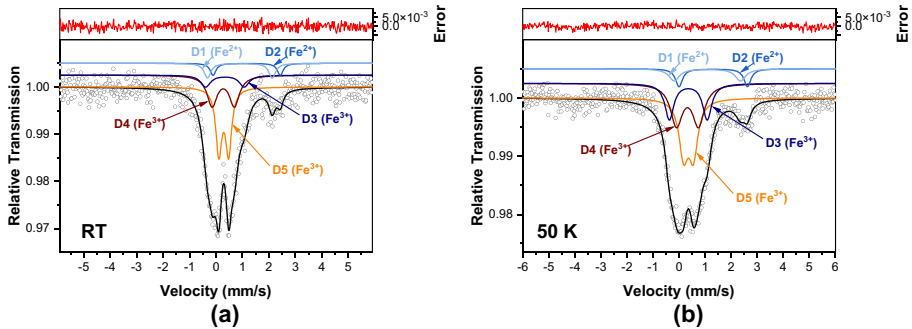 5.0×10⁻³
0.0
Error
D1 (Fe²⁺)
D2 (Fe²⁺)
1.00
0.99
0.98
0.97
Relative Transmission
D4 (Fe³⁺)
D3 (Fe³⁺)
D5 (Fe³⁺)
RT
-5 -4 -3 -2 -1 0 1 2 3 4 5
Velocity (mm/s)
(a)
5.0×10⁻³
0.0
Error
D1 (Fe²⁺)
D2 (Fe²⁺)
1.00
0.99
0.98
Relative Transmission
D4 (Fe³⁺)
D3 (Fe³⁺)
D5 (Fe³⁺)
50 K
-6 -5 -4 -3 -2 -1 0 1 2 3 4 5 6
Velocity (mm/s)
(b)